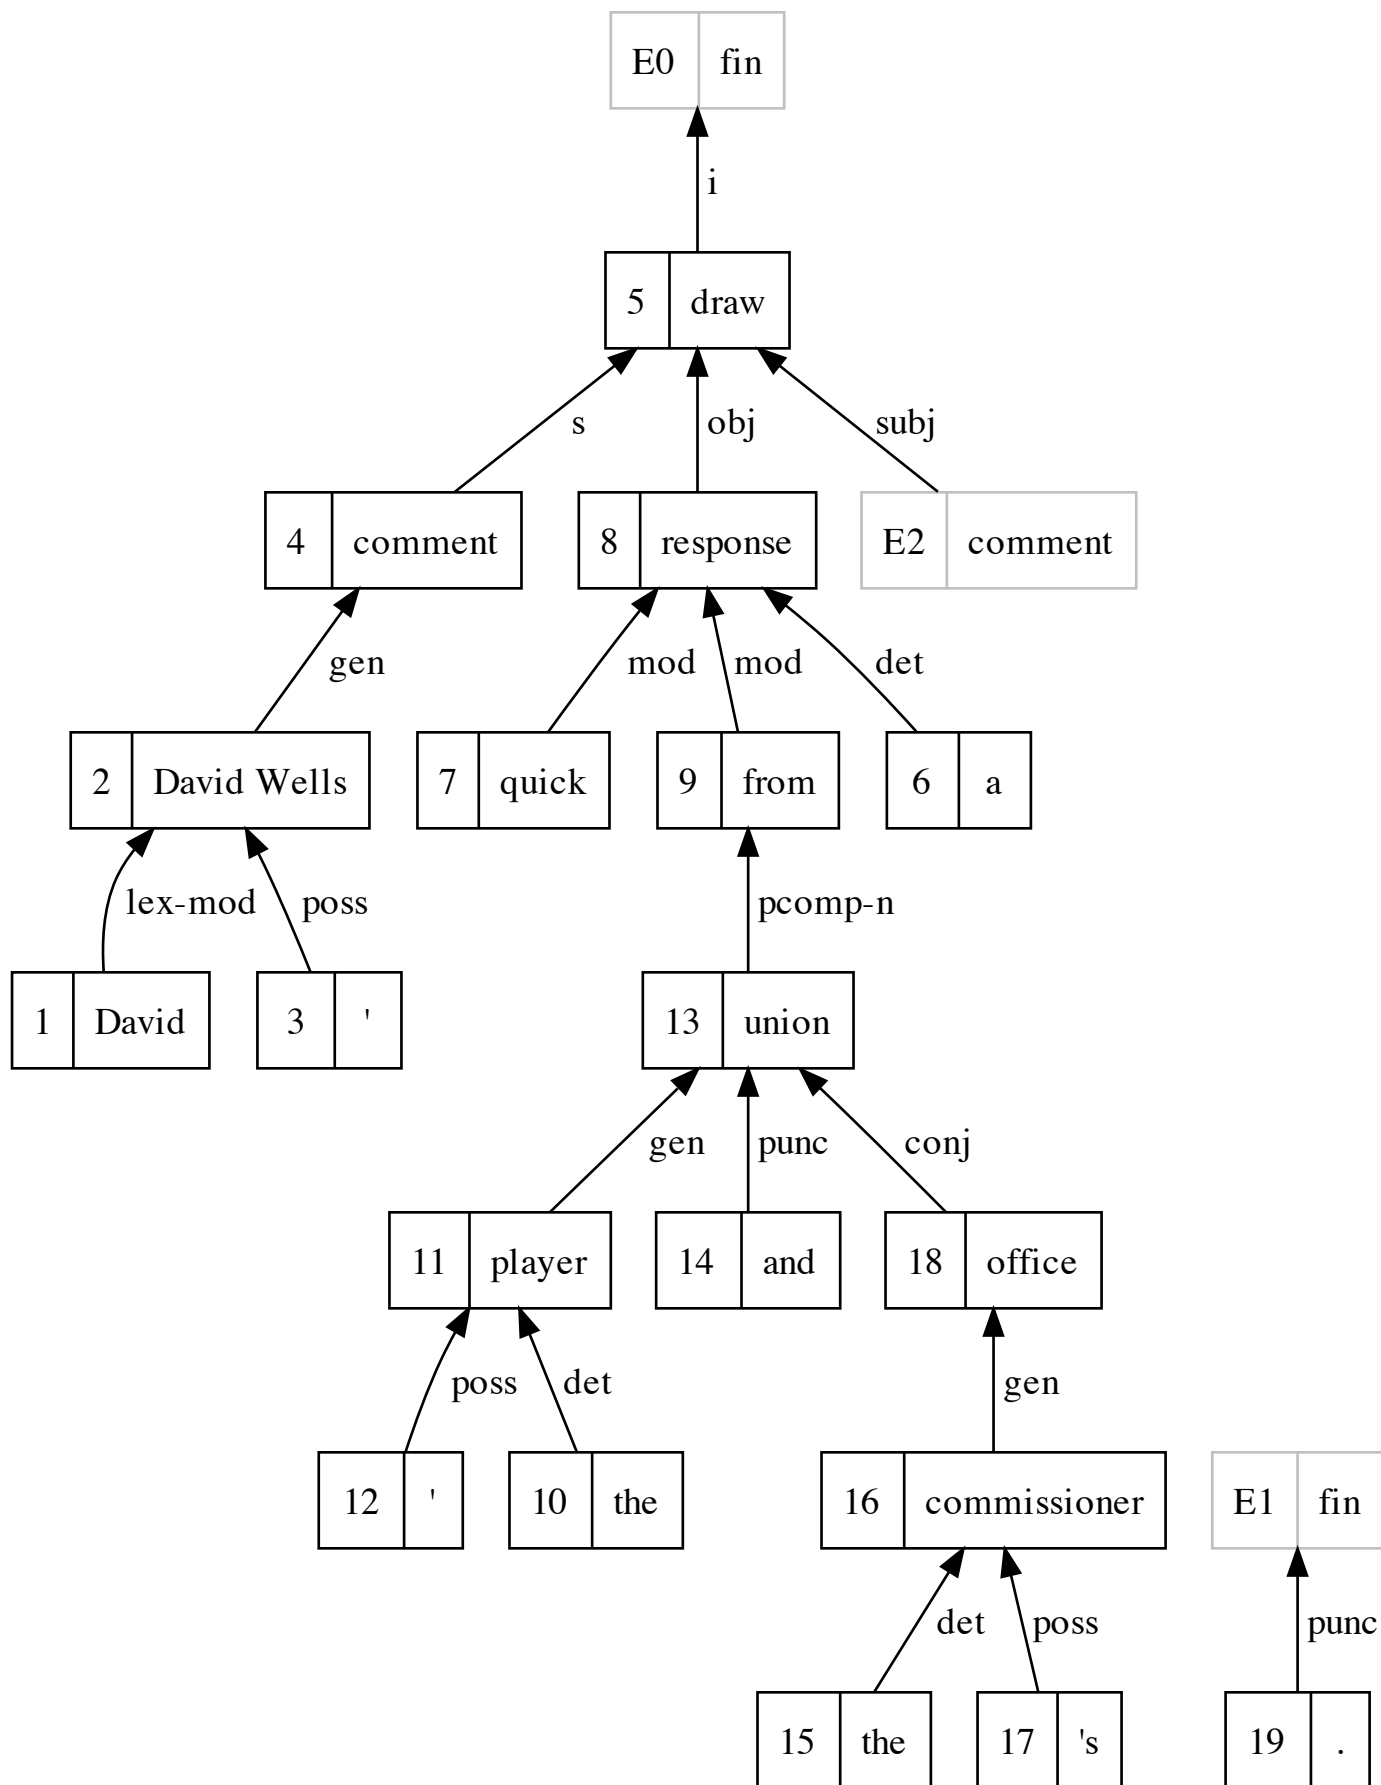 E0 fin
i
5 draw
s obj subj
4 comment 8 response E2 comment
gen mod mod det
2 David Wells 7 quick 9 from 6 a
lex-mod poss pcomp-n
1 David 3 ' 13 union
gen punc conj
11 player 14 and 18 office
poss det gen
12 ' 10 the 16 commissioner E1 fin
det poss punc
15 the 17 's 19 .